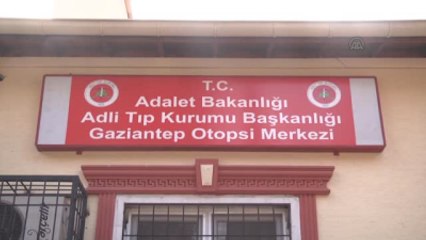 T.C.
Adalet Bakanlığı
Adli Tıp Kurumu Başkanlığı
Gaziantep Otopsi Merkezi